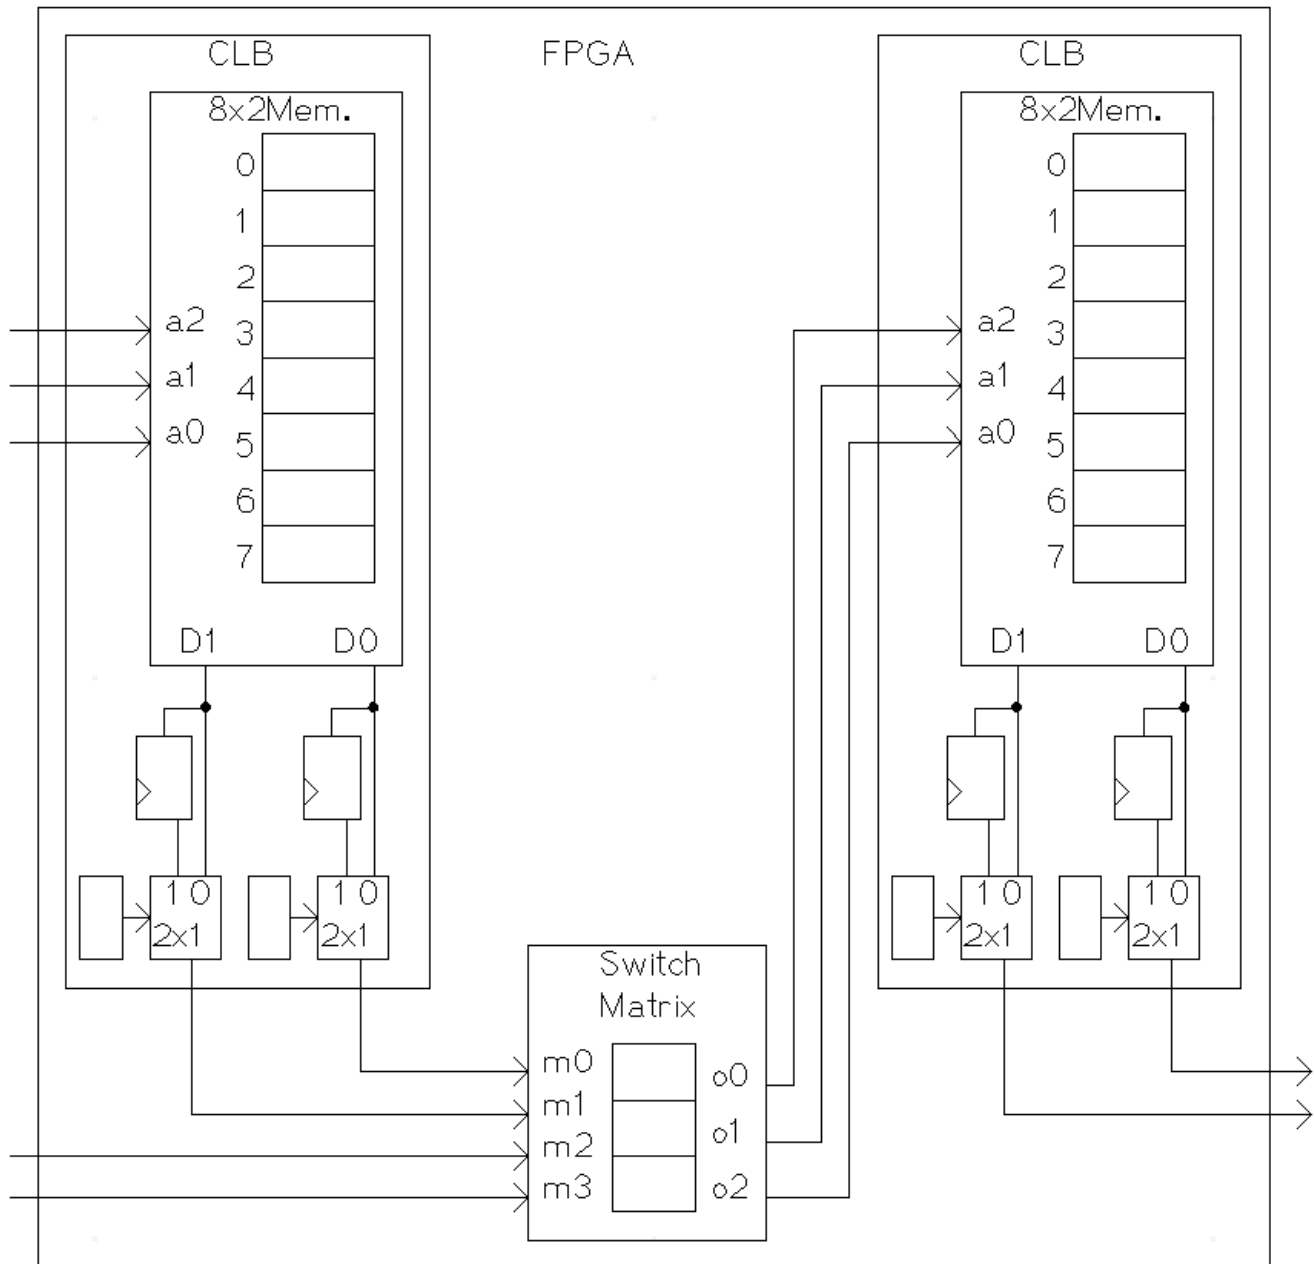 CLB
FPGA
CLB
8x2Mem.
0
1
2
a2 3
a1 4
a0 5
6
7
D1 D0
1 0
2x1
1 0
2x1
8x2Mem.
0
1
2
a2 3
a1 4
a0 5
6
7
D1 D0
1 0
2x1
1 0
2x1
Switch
Matrix
m0 o0
m1 o1
m2
m3 o2